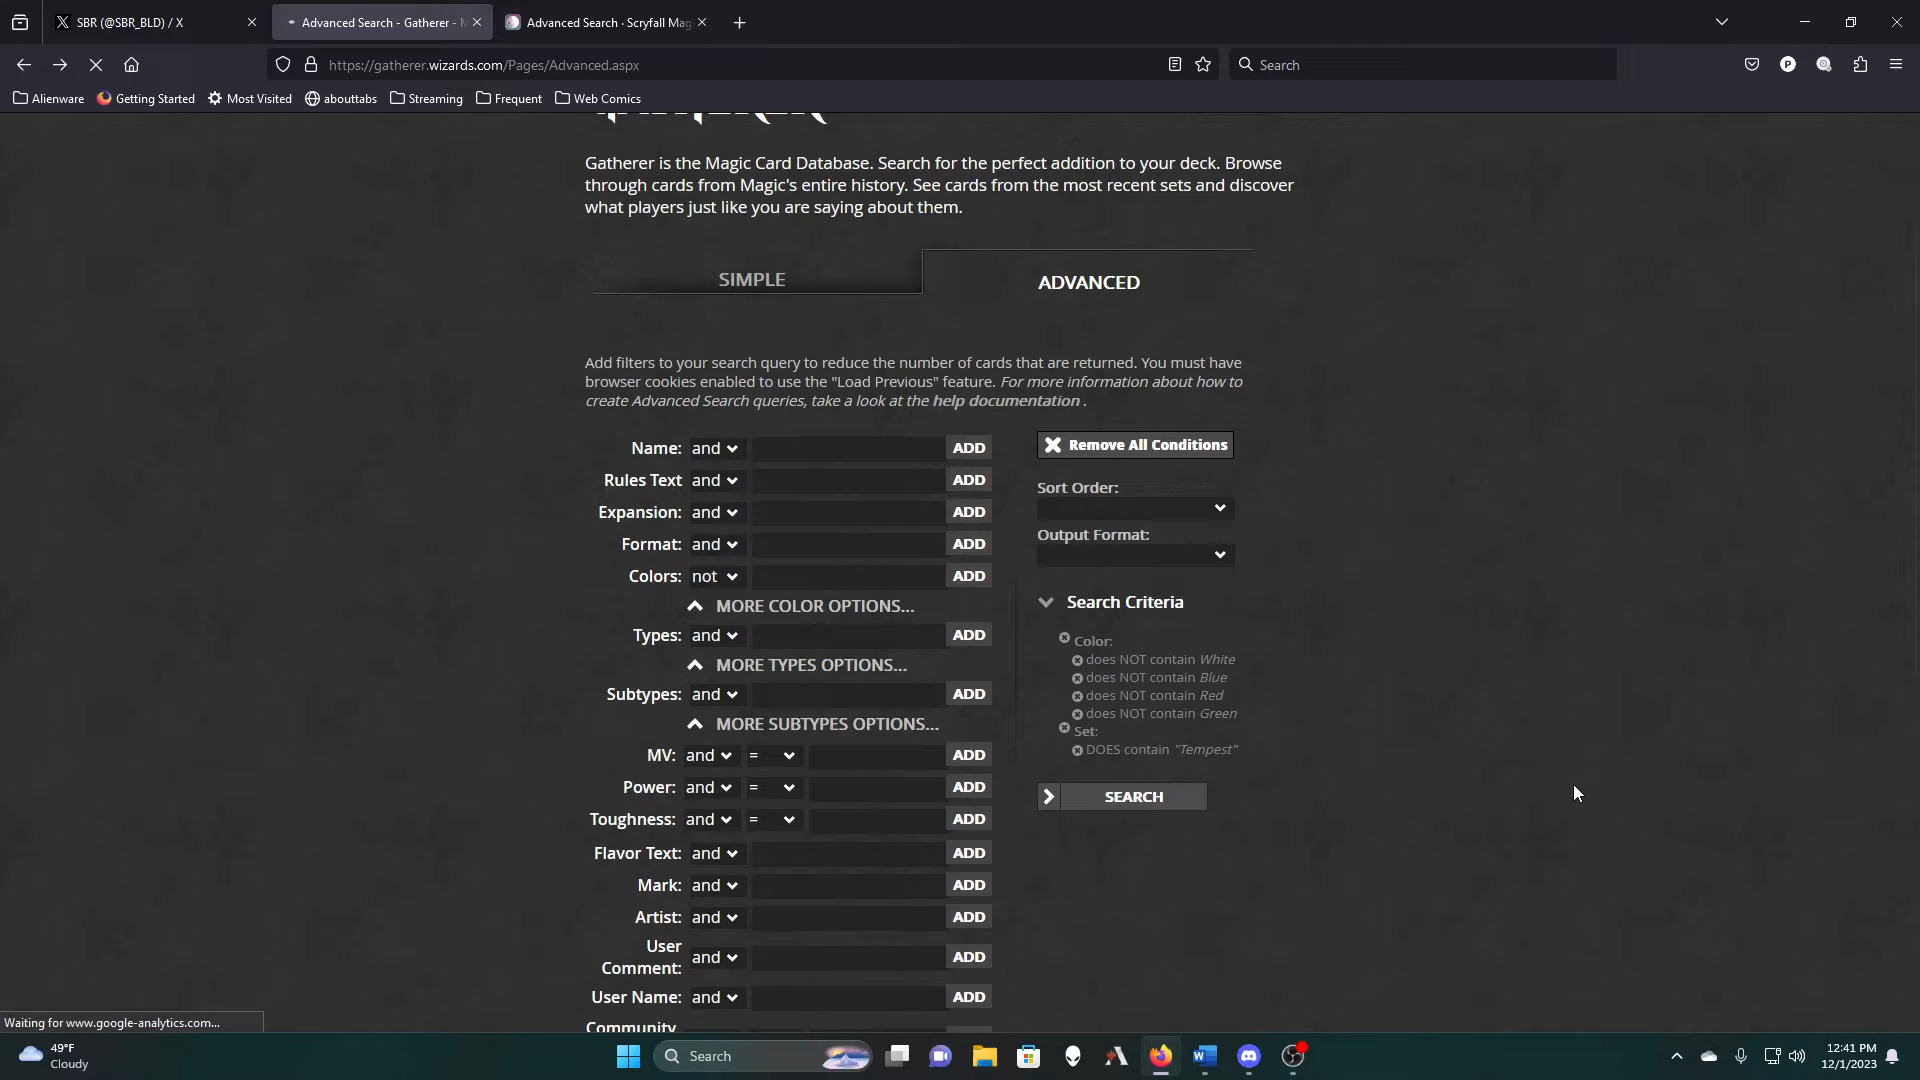 SBR (@SBR_BLD) / X
Advanced Search - Gatherer - M
Advanced Search · Scryfall Mag
https://gatherer.wizards.com/Pages/Advanced.aspx
Search
Alienware
Getting Started
Most Visited
abouttabs
Streaming
Frequent
Web Comics
Gatherer is the Magic Card Database. Search for the perfect addition to your deck. Browse
through cards from Magic's entire history. See cards from the most recent sets and discover
what players just like you are saying about them.
SIMPLE
ADVANCED
Add filters to your search query to reduce the number of cards that are returned. You must have
browser cookies enabled to use the "Load Previous" feature. For more information about how to
create Advanced Search queries, take a look at the help documentation .
Name: and ADD
Rules Text and ADD
Expansion: and ADD
Format: and ADD
Colors: not ADD
MORE COLOR OPTIONS...
Types: and ADD
MORE TYPES OPTIONS...
Subtypes: and ADD
MORE SUBTYPES OPTIONS...
MV: and = ADD
Power: and = ADD
Toughness: and = ADD
Flavor Text: and ADD
Mark: and ADD
Artist: and ADD
User
Comment: and ADD
User Name: and ADD
Community
Remove All Conditions
Sort Order:
Output Format:
Search Criteria
Color:
does NOT contain White
does NOT contain Blue
does NOT contain Red
does NOT contain Green
Set:
DOES contain "Tempest"
SEARCH
Waiting for www.google-analytics.com...
49°F
Cloudy
Search
12:41 PM
12/1/2023